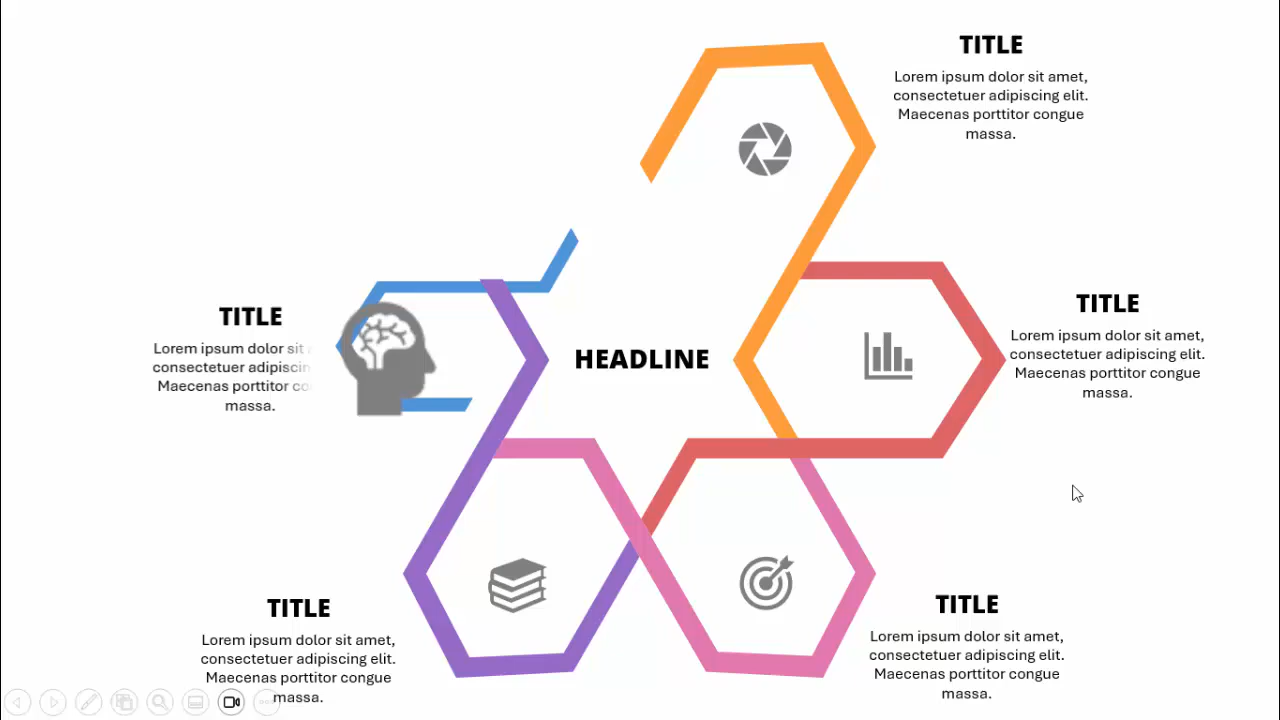 TITLE
Lorem ipsum dolor sit amet,
consectetuer adipiscing elit.
Maecenas porttitor congue
massa.
TITLE
Lorem ipsum dolor sit amet,
consectetuer adipiscing elit.
Maecenas porttitor congue
massa.
TITLE
Lorem ipsum dolor sit
Maecenas porttitor
massa.
HEADLINE
TITLE
Lorem ipsum dolor sit amet,
consectetuer adipiscing elit.
Maecenas porttitor congue
massa.
TITLE
Lorem ipsum dolor sit amet,
consectetuer adipiscing elit.
Maecenas porttitor congue
massa.